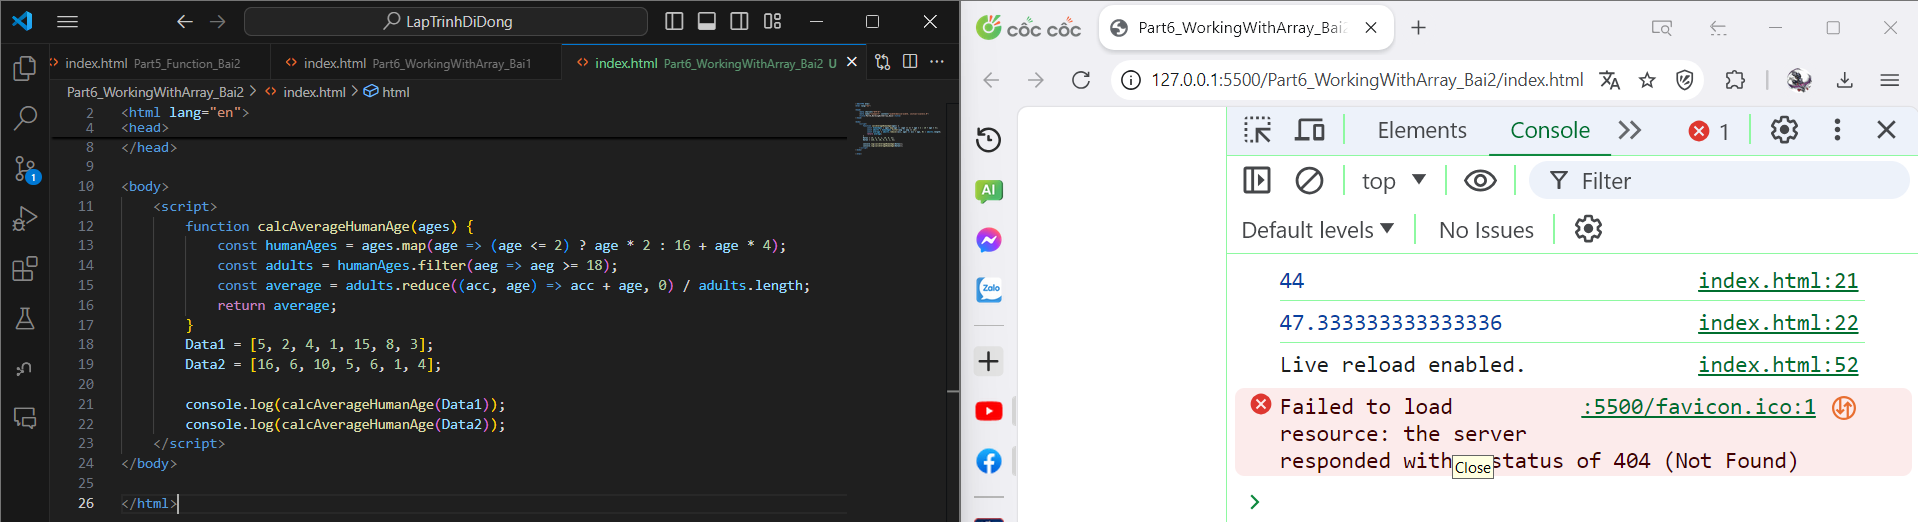 LapTrinhDiDong
index.html Part5_Function_Bai2
index.html Part6_WorkingWithArray_Bai1
index.html Part6_WorkingWithArray_Bai2 U
Part6_WorkingWithArray_Bai2 > index.html > html
2 <html lang="en">
4 <head>
8 </head>
9
10 <body>
11 <script>
12 function calcAverageHumanAge(ages) {
13 const humanAges = ages.map(age => (age <= 2) ? age * 2 : 16 + age * 4);
14 const adults = humanAges.filter(aeg => aeg >= 18);
15 const average = adults.reduce((acc, age) => acc + age, 0) / adults.length;
16 return average;
17 }
18 Data1 = [5, 2, 4, 1, 15, 8, 3];
19 Data2 = [16, 6, 10, 5, 6, 1, 4];
20
21 console.log(calcAverageHumanAge(Data1));
22 console.log(calcAverageHumanAge(Data2));
23 </script>
24 </body>
25
26 </html>
1
cốc cốc
Part6_WorkingWithArray_Bai2
127.0.0.1:5500/Part6_WorkingWithArray_Bai2/index.html
AI
Zalo
Elements Console 1
top Filter
Default levels No Issues
44 index.html:21
47.333333333333336 index.html:22
Live reload enabled. index.html:52
Failed to load :5500/favicon.ico:1
resource: the server
responded with status of 404 (Not Found)
Close